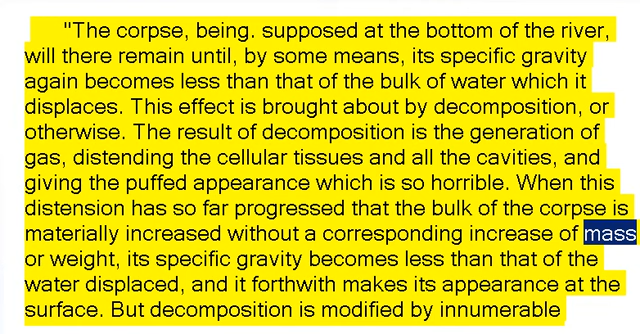 "The corpse, being. supposed at the bottom of the river,
will there remain until, by some means, its specific gravity
again becomes less than that of the bulk of water which it
displaces. This effect is brought about by decomposition, or
otherwise. The result of decomposition is the generation of
gas, distending the cellular tissues and all the cavities, and
giving the puffed appearance which is so horrible. When this
distension has so far progressed that the bulk of the corpse is
materially increased without a corresponding increase of mass
or weight, its specific gravity becomes less than that of the
water displaced, and it forthwith makes its appearance at the
surface. But decomposition is modified by innumerable